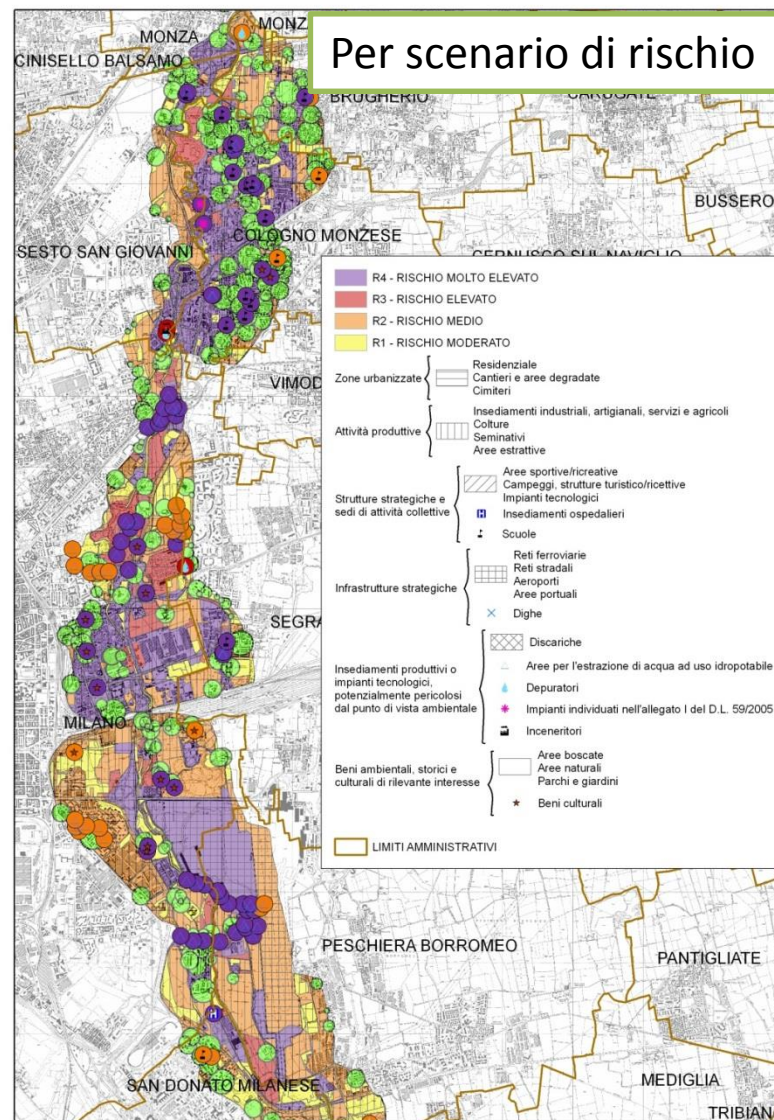 Per scenario di rischio
MONZA
MONZ
CINISELLO BALSAMO
BRUGHERIO
CARUGATE
BUSSERO
SESTO SAN GIOVANNI
COLOGNO MONZESE
CERNUSCO SUL NAVIGLIO
R4 - RISCHIO MOLTO ELEVATO
R3 - RISCHIO ELEVATO
R2 - RISCHIO MEDIO
R1 - RISCHIO MODERATO
VIMOD
Zone urbanizzate
Residenziale
Cantieri e aree degradate
Cimiteri
Attività produttive
Insediamenti industriali, artigianali, servizi e agricoli
Colture
Seminativi
Aree estrattive
Strutture strategiche e
sedi di attività collettive
Aree sportive/ricreative
Campeggi, strutture turistico/ricettive
Impianti tecnologici
H Insediamenti ospedalieri
Scuole
Infrastrutture strategiche
Reti ferroviarie
Reti stradali
Aeroporti
Aree portuali
Dighe
SEGRA
Insediamenti produttivi o
impianti tecnologici,
potenzialmente pericolosi
dal punto di vista ambientale
Discariche
Aree per l'estrazione di acqua ad uso idropotabile
Depuratori
Impianti individuati nell'allegato I del D.L. 59/2005
Inceneritori
MILANO
Beni ambientali, storici e
culturali di rilevante interesse
Aree boscate
Aree naturali
Parchi e giardini
Beni culturali
LIMITI AMMINISTRATIVI
PESCHIERA BORROMEO
PANTIGLIATE
H
SAN DONATO MILANESE
MEDIGLIA
TRIBIAN